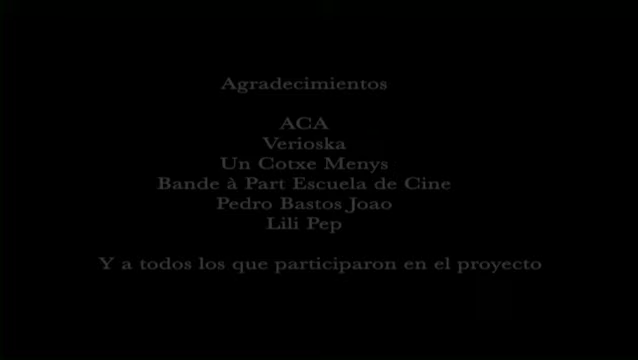 Agradecimientos
ACA
Verioska
Un Cotxe Menys
Bande à Part Escuela de Cine
Pedro Bastos Joao
Lili Pep
Y a todos los que participaron en el proyecto